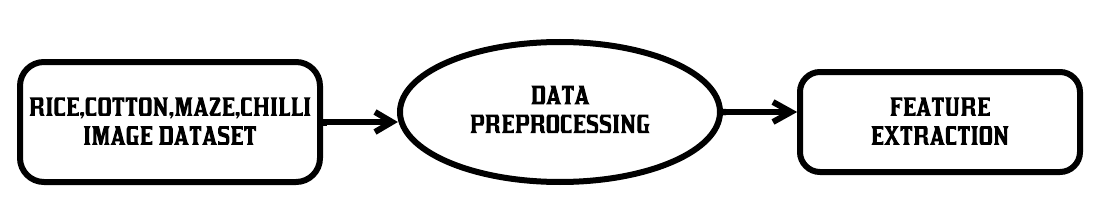 RICE,COTTON,MAZE,CHILLI
IMAGE DATASET
DATA
PREPROCESSING
FEATURE
EXTRACTION